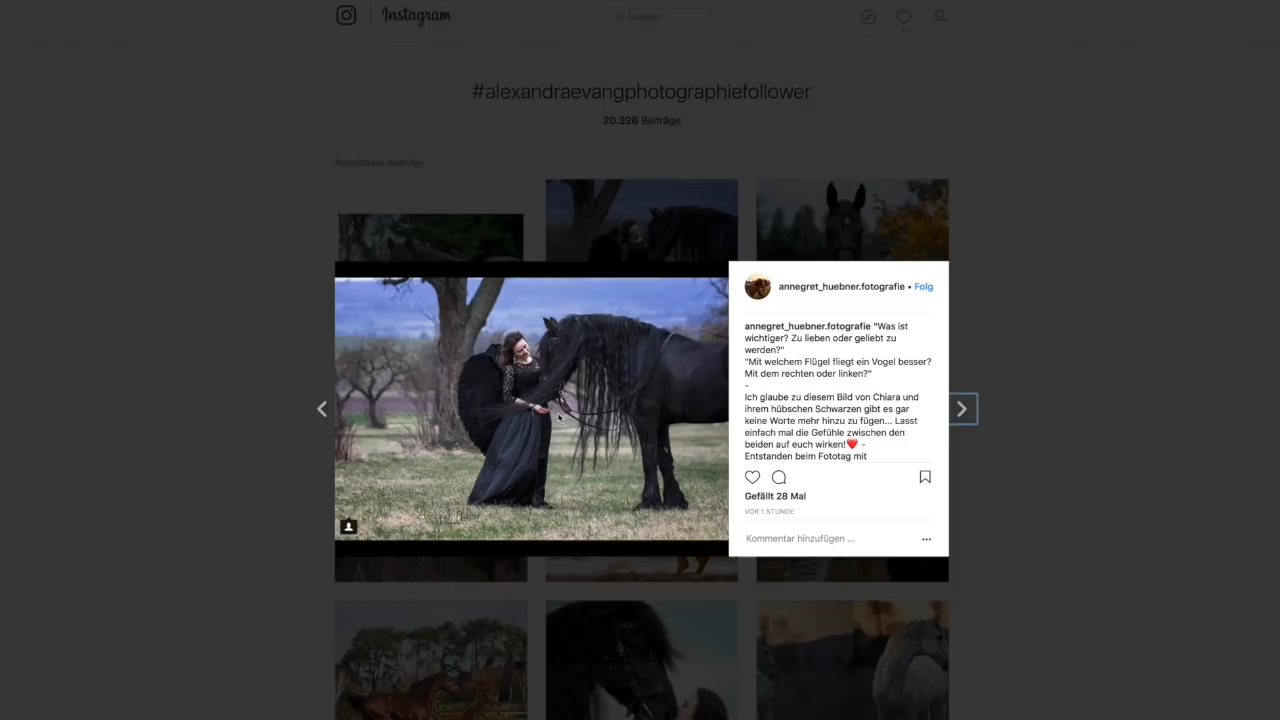 Instagram
Suchen
#alexandraevangphotographiefollower
20.326 Beiträge
Beliebteste Beiträge
annegret_huebner.fotografie • Folg
annegret_huebner.fotografie "Was ist
wichtiger? Zu lieben oder geliebt zu
werden?"
"Mit welchem Flügel fliegt ein Vogel besser?
Mit dem rechten oder linken?"
-
Ich glaube zu diesem Bild von Chiara und
ihrem hübschen Schwarzen gibt es gar
keine Worte mehr hinzu zu fügen... Lasst
einfach mal die Gefühle zwischen den
beiden auf euch wirken!❤️ -
Entstanden beim Fototag mit
Gefällt 28 Mal
VOR 1 STUNDE
Kommentar hinzufügen ...